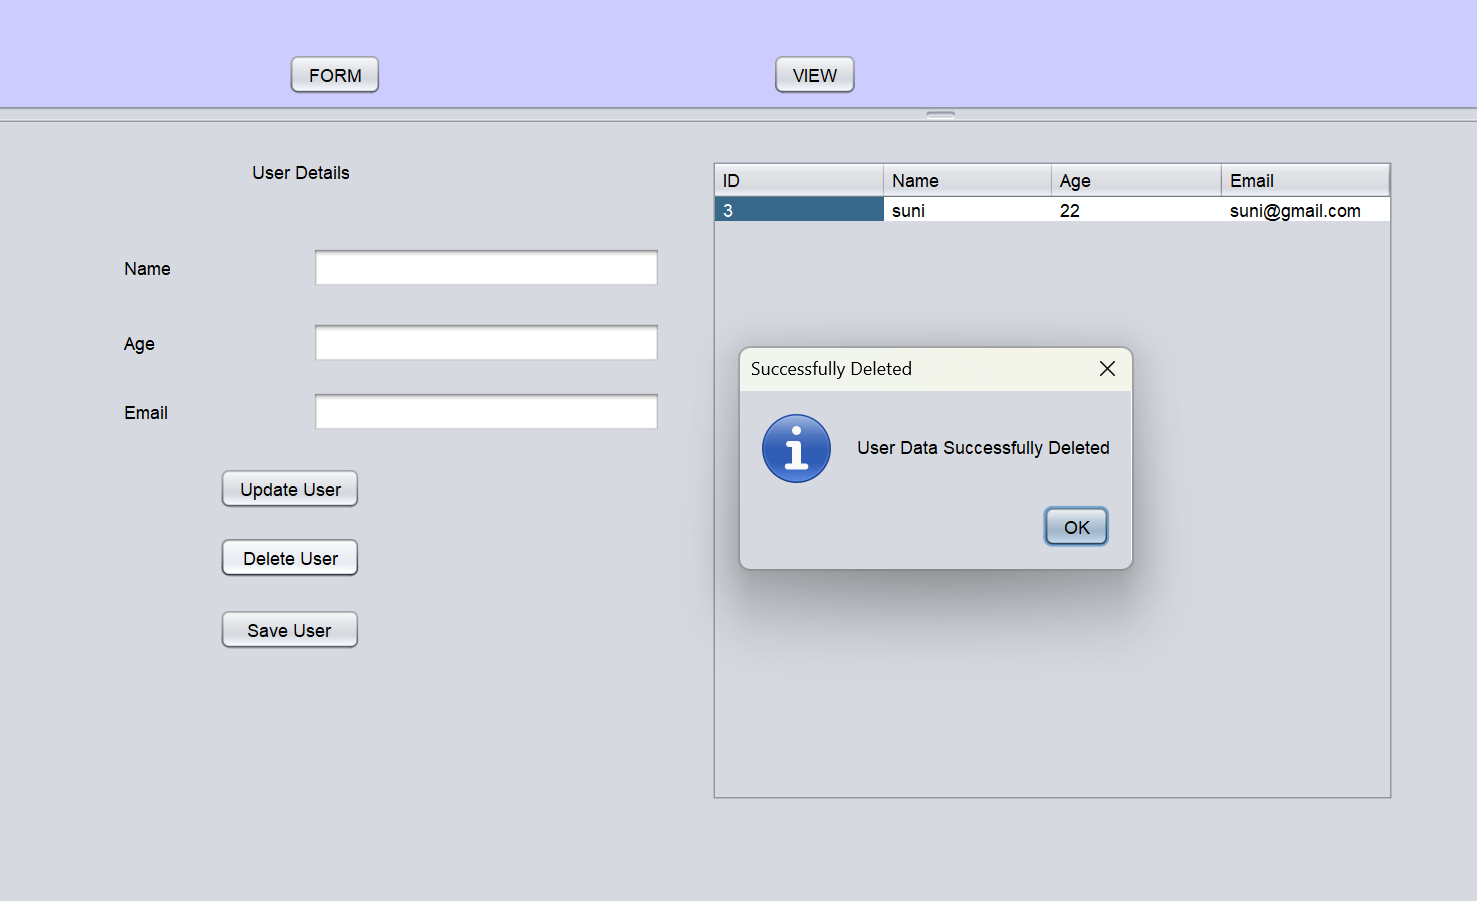 FORM
VIEW
User Details
Name
Age
Email
Update User
Delete User
Save User
ID Name Age Email
3 suni 22 suni@gmail.com
Successfully Deleted
User Data Successfully Deleted
OK